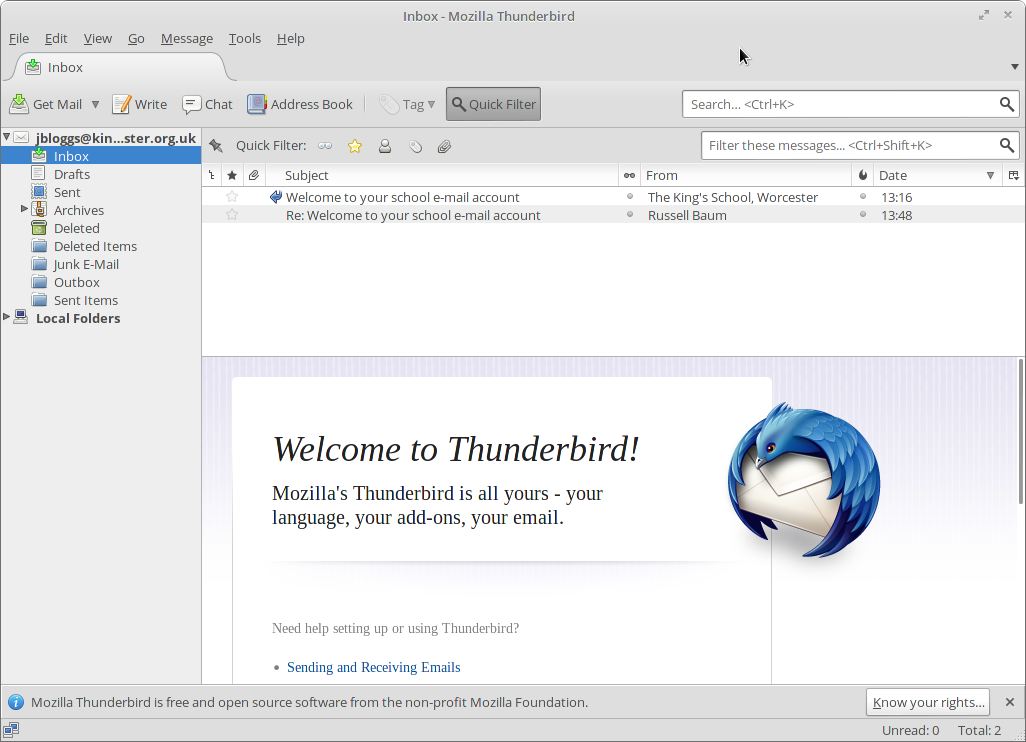 Inbox - Mozilla Thunderbird
File Edit View Go Message Tools Help
Inbox
Get Mail Write Chat Address Book Tag Quick Filter Search... <Ctrl+K>
jbloggs@kin...ster.org.uk
Inbox
Drafts
Sent
Archives
Deleted
Deleted Items
Junk E-Mail
Outbox
Sent Items
Local Folders
Quick Filter: Filter these messages... <Ctrl+Shift+K>
Subject From Date
Welcome to your school e-mail account The King's School, Worcester 13:16
Re: Welcome to your school e-mail account Russell Baum 13:48
Welcome to Thunderbird!
Mozilla's Thunderbird is all yours - your
language, your add-ons, your email.
Need help setting up or using Thunderbird?
• Sending and Receiving Emails
Mozilla Thunderbird is free and open source software from the non-profit Mozilla Foundation. Know your rights...
Unread: 0 Total: 2